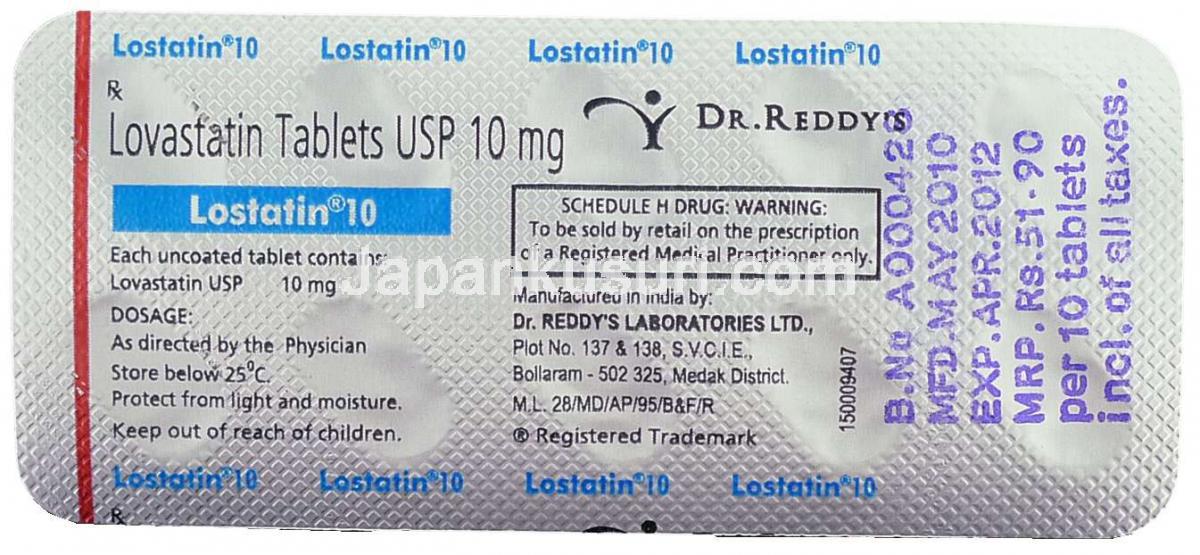 Lostatin®10 Lostatin®10 Lostatin®10 Lostatin®10
℞
Lovastatin Tablets USP 10 mg
DR.REDDY'S
Lostatin®10
Each uncoated tablet contains:
Lovastatin USP 10 mg
DOSAGE:
As directed by the Physician
Store below 25⁰C.
Protect from light and moisture.
Keep out of reach of children.
SCHEDULE H DRUG: WARNING:
To be sold by retail on the prescription
of a Registered Medical Practitioner only.
Manufactured in India by:
Dr. REDDY'S LABORATORIES LTD.,
Plot No. 137 & 138, S.V.C.I.E.,
Bollaram - 502 325, Medak District.
M.L. 28/MD/AP/95/B&F/R
® Registered Trademark
150009407
B.No A000423
MFD.MAY 2010
EXP.APR.2012
MRP.Rs.51-90
per 10 tablets
incl. of all taxes.
Japankusuri.com
Lostatin®10 Lostatin®10 Lostatin®10 Lostatin®10
℞